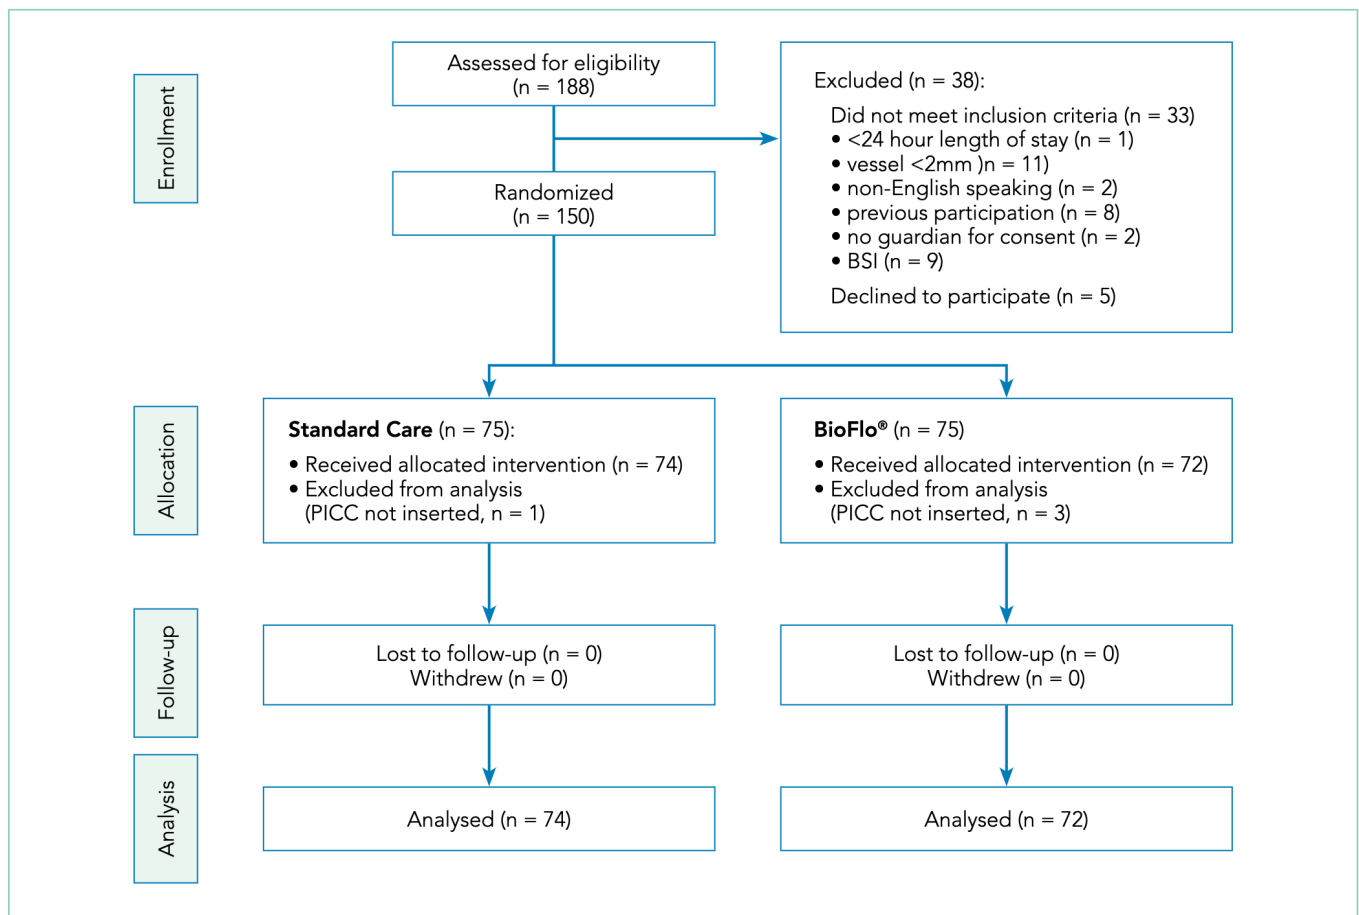 Enrollment
Assessed for eligibility
(n = 188)
Excluded (n = 38):
Did not meet inclusion criteria (n = 33)
• <24 hour length of stay (n = 1)
• vessel <2mm )n = 11)
• non-English speaking (n = 2)
• previous participation (n = 8)
• no guardian for consent (n = 2)
• BSI (n = 9)
Declined to participate (n = 5)
Randomized
(n = 150)
Allocation
Standard Care (n = 75):
• Received allocated intervention (n = 74)
• Excluded from analysis
(PICC not inserted, n = 1)
BioFlo® (n = 75)
• Received allocated intervention (n = 72)
• Excluded from analysis
(PICC not inserted, n = 3)
Follow-up
Lost to follow-up (n = 0)
Withdrew (n = 0)
Lost to follow-up (n = 0)
Withdrew (n = 0)
Analysis
Analysed (n = 74)
Analysed (n = 72)